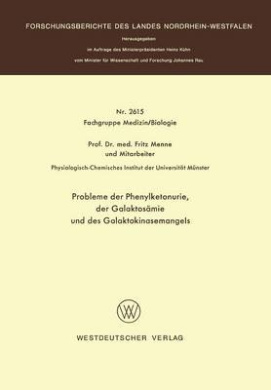 FORSCHUNGSBERICHTE DES LANDES NORDRHEIN-WESTFALEN
Herausgegeben
im Auftrage des Ministerpräsidenten Heinz Kühn
vom Minister für Wissenschaft und Forschung Johannes Rau
Nr. 2615
Fachgruppe Medizin/Biologie
Prof. Dr. med. Fritz Menne
und Mitarbeiter
Physiologisch-Chemisches Institut der Universität Münster
Probleme der Phenylketonurie,
der Galaktosämie
und des Galaktokinasemangels
WESTDEUTSCHER VERLAG